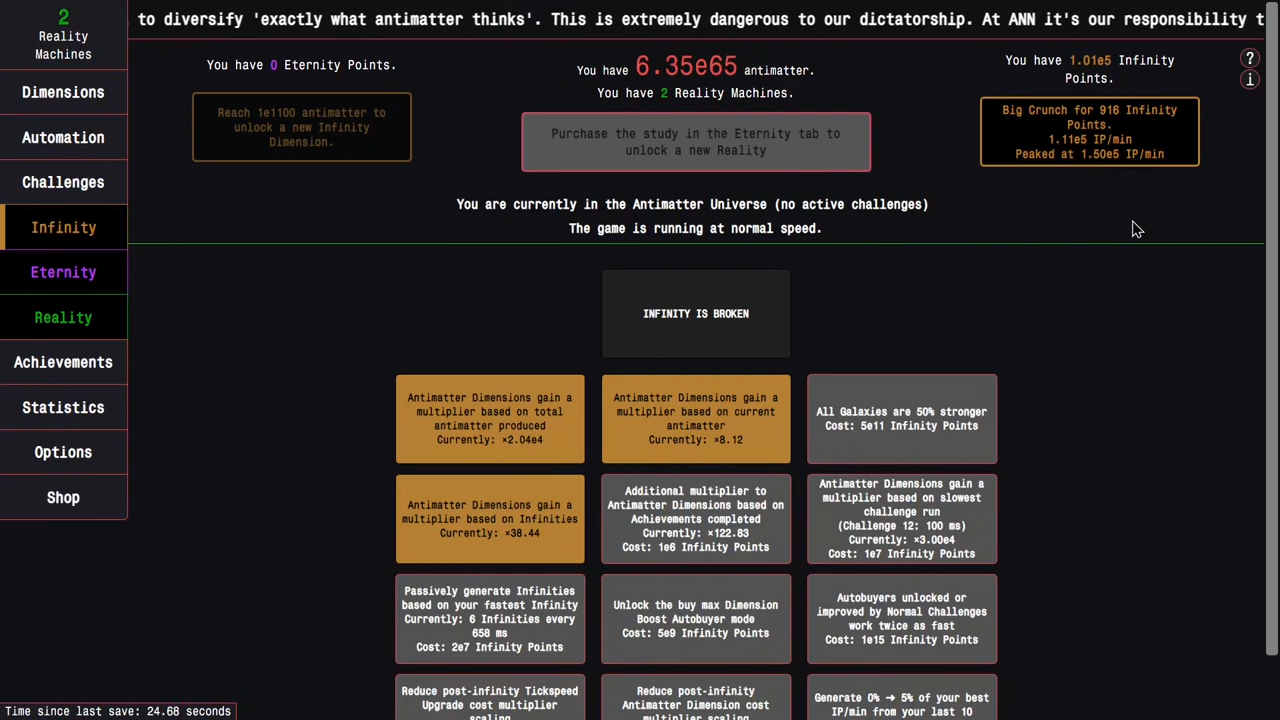 to diversify 'exactly what antimatter thinks'. This is extremely dangerous to our dictatorship. At ANN it's our responsibility t
2
Reality
Machines
Dimensions
Automation
Challenges
Infinity
Eternity
Reality
Achievements
Statistics
Options
Shop
You have 0 Eternity Points.
Reach 1e1100 antimatter to
unlock a new Infinity
Dimension.
You have 6.35e65 antimatter.
You have 2 Reality Machines.
Purchase the study in the Eternity tab to
unlock a new Reality
You have 1.01e5 Infinity
Points.
Big Crunch for 916 Infinity
Points.
1.11e5 IP/min
Peaked at 1.50e5 IP/min
?
i
You are currently in the Antimatter Universe (no active challenges)
The game is running at normal speed.
INFINITY IS BROKEN
Antimatter Dimensions gain a
multiplier based on total
antimatter produced
Currently: ×2.04e4
Antimatter Dimensions gain a
multiplier based on current
antimatter
Currently: ×8.12
All Galaxies are 50% stronger
Cost: 5e11 Infinity Points
Antimatter Dimensions gain a
multiplier based on Infinities
Currently: ×38.44
Additional multiplier to
Antimatter Dimensions based on
Achievements completed
Currently: ×122.83
Cost: 1e6 Infinity Points
Antimatter Dimensions gain a
multiplier based on slowest
challenge run
(Challenge 12: 100 ms)
Currently: ×3.00e4
Cost: 1e7 Infinity Points
Passively generate Infinities
based on your fastest Infinity
Currently: 6 Infinities every
658 ms
Cost: 2e7 Infinity Points
Unlock the buy max Dimension
Boost Autobuyer mode
Cost: 5e9 Infinity Points
Autobuyers unlocked or
improved by Normal Challenges
work twice as fast
Cost: 1e15 Infinity Points
Reduce post-infinity Tickspeed
Upgrade cost multiplier
scaling
Reduce post-infinity
Antimatter Dimension cost
multiplier scaling
Generate 0% → 5% of your best
IP/min from your last 10
Time since last save: 24.68 seconds